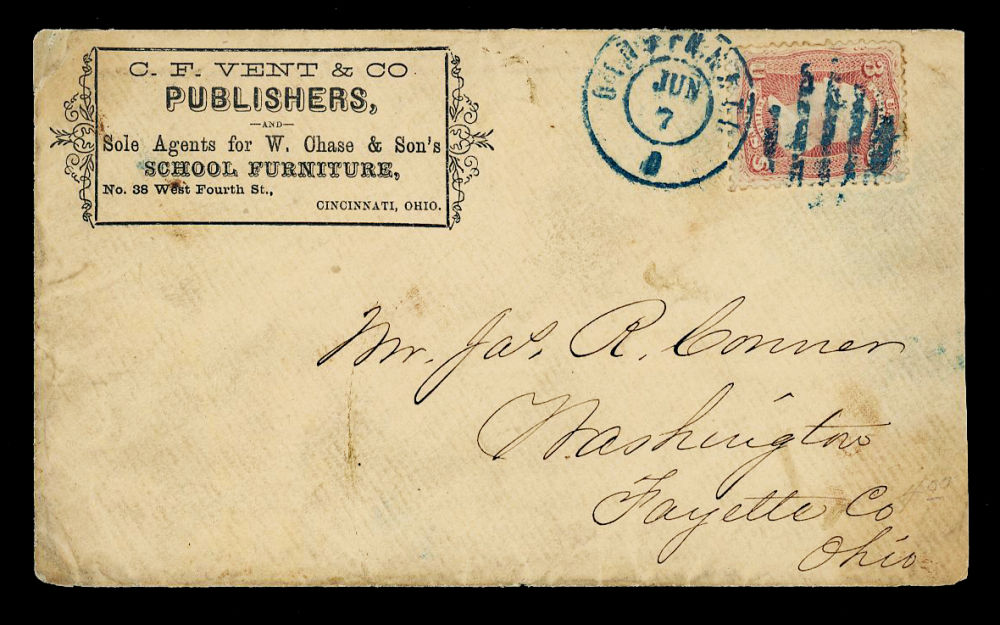 C. F. VENT & CO
PUBLISHERS,
—AND—
Sole Agents for W. Chase & Son's
SCHOOL FURNITURE,
No. 38 West Fourth St.,
CINCINNATI, OHIO.
JUN
7
3
Mr. Jas. R. Conner
Washington
Fayette Co
Ohio